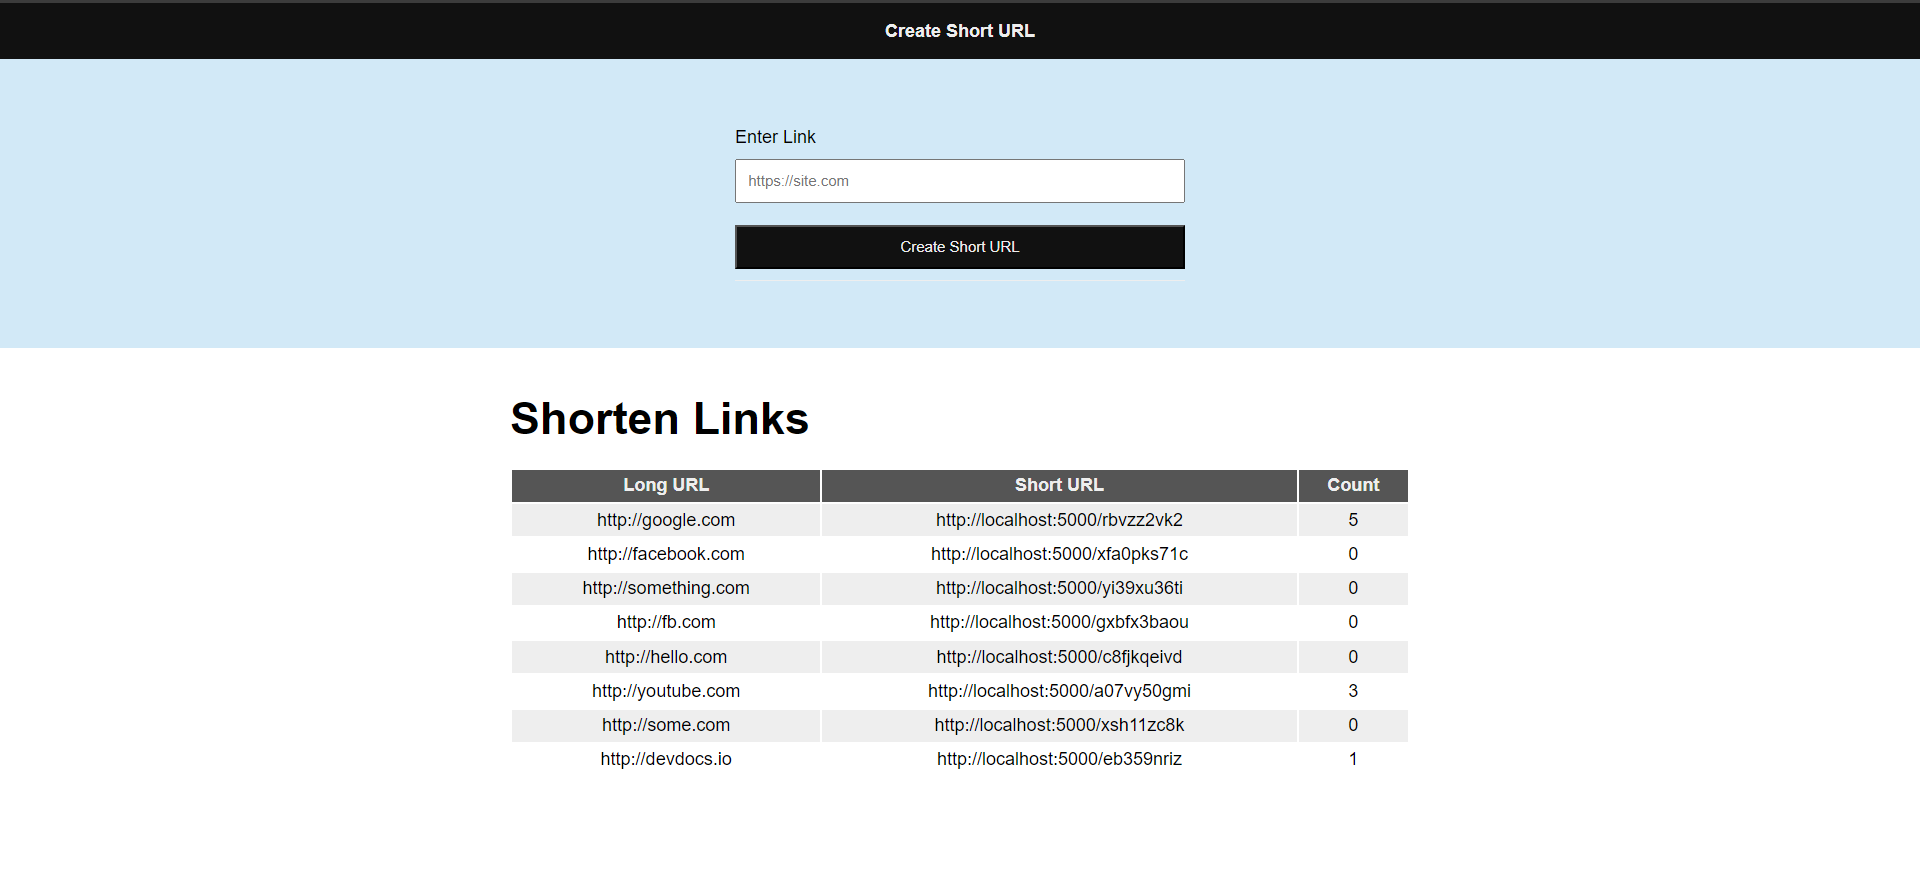 Create Short URL
Enter Link
https://site.com
Create Short URL
Shorten Links
Long URL Short URL Count
http://google.com http://localhost:5000/rbvzz2vk2 5
http://facebook.com http://localhost:5000/xfa0pks71c 0
http://something.com http://localhost:5000/yi39xu36ti 0
http://fb.com http://localhost:5000/gxbfx3baou 0
http://hello.com http://localhost:5000/c8fjkqeivd 0
http://youtube.com http://localhost:5000/a07vy50gmi 3
http://some.com http://localhost:5000/xsh11zc8k 0
http://devdocs.io http://localhost:5000/eb359nriz 1